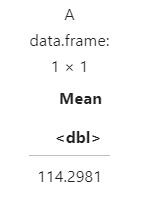 A
data.frame:
1 × 1
Mean
<dbl>
114.2981